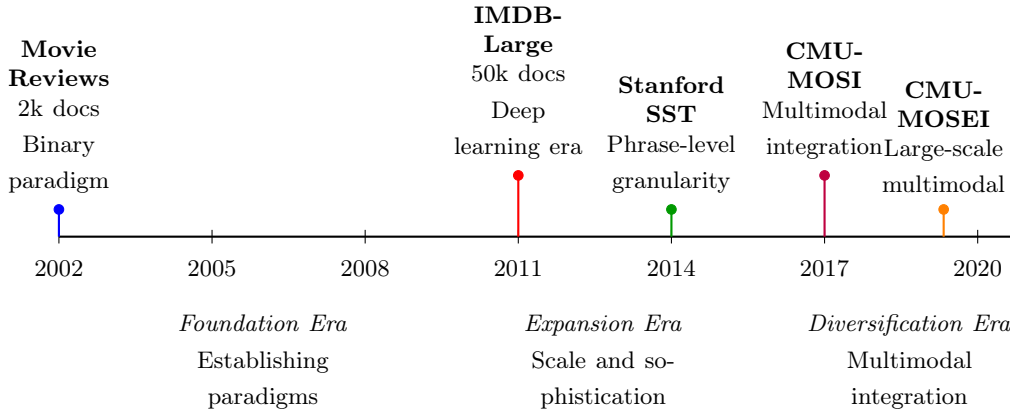 Movie
Reviews
2k docs
Binary
paradigm
IMDB-
Large
50k docs
Deep
learning era
Stanford
SST
Phrase-level
granularity
CMU-
MOSI
Multimodal
integration
CMU-
MOSEI
Large-scale
multimodal
2002
2005
2008
2011
2014
2017
2020
Foundation Era
Establishing
paradigms
Expansion Era
Scale and so-
phistication
Diversification Era
Multimodal
integration